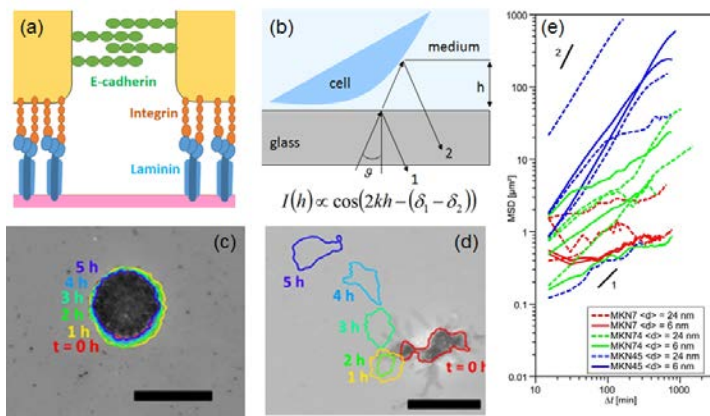 (a)
E-cadherin
Integrin
Laminin
(b)
medium
cell
h
glass
ϑ
1
2
I(h) ∝ cos(2kh−(δ₁ − δ₂))
(c)
5 h
4 h
3 h
2 h
1 h
t = 0 h
(d)
5 h
4 h
3 h
2 h
1 h
t = 0 h
(e)
1000
100
10
1
0.1
0.01
MSD [µm²]
2
1
MKN7 <d> = 24 nm
MKN7 <d> = 6 nm
MKN74 <d> = 24 nm
MKN74 <d> = 6 nm
MKN45 <d> = 24 nm
MKN45 <d> = 6 nm
10
100
1000
Δt [min]